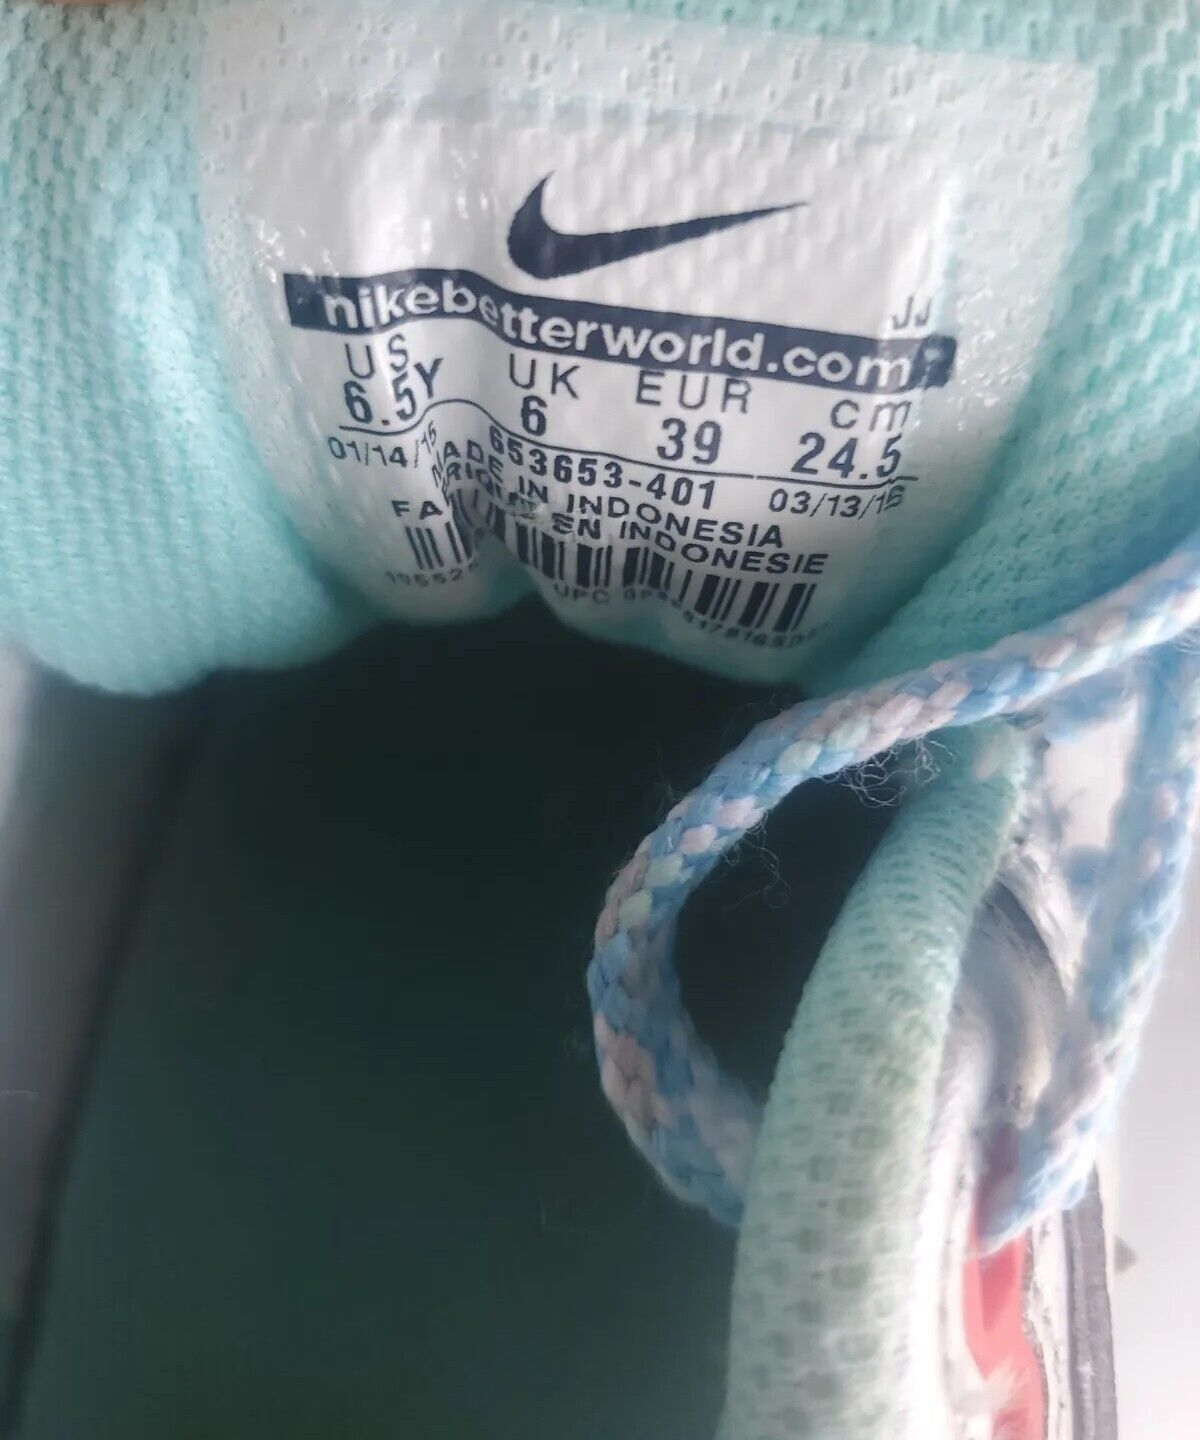 JJ
nikebetterworld.com
US UK EUR cm
6.5Y 6 39 24.5
01/14/15 653653-401 03/13/15
MADE IN INDONESIA
EN INDONESIE
UPC